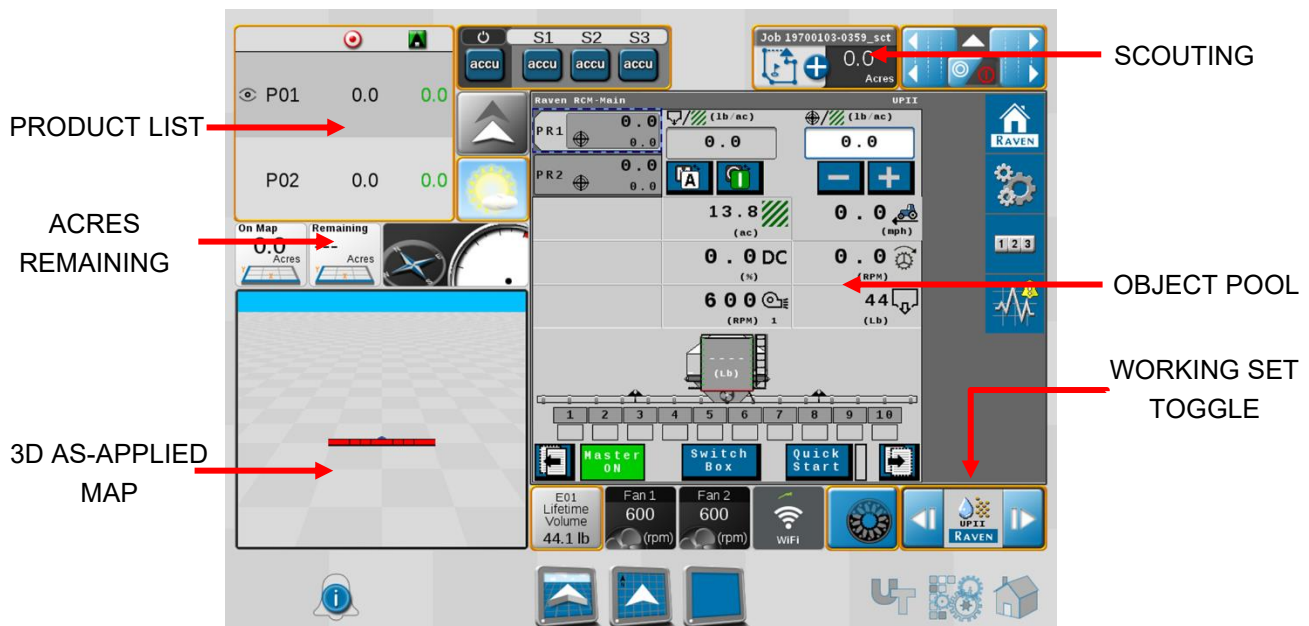 PRODUCT LIST
ACRES
REMAINING
3D AS-APPLIED
MAP
SCOUTING
OBJECT POOL
WORKING SET
TOGGLE
P01 0.0 0.0
P02 0.0 0.0
S1 S2 S3
accu accu accu accu
Job 19700103-0359_sct
0.0
Acres
On Map
0.0
Acres
Remaining
--
Acres
Raven RCM-Main UPII
PR1 0.0
0.0
PR2 0.0
0.0
(lb/ac) (lb/ac)
0.0 0.0
A I
− +
13.8 0.0
(ac) (mph)
0.0 DC 0.0
(%) (RPM)
600 44
(RPM) 1 (Lb)
----
(Lb)
1 2 3 4 5 6 7 8 9 10
Master
ON
Switch
Box
Quick
Start
RAVEN
1 2 3
E01
Lifetime
Volume
44.1 lb
Fan 1
600
(rpm)
Fan 2
600
(rpm)
WiFi
UPII
RAVEN
i
UT